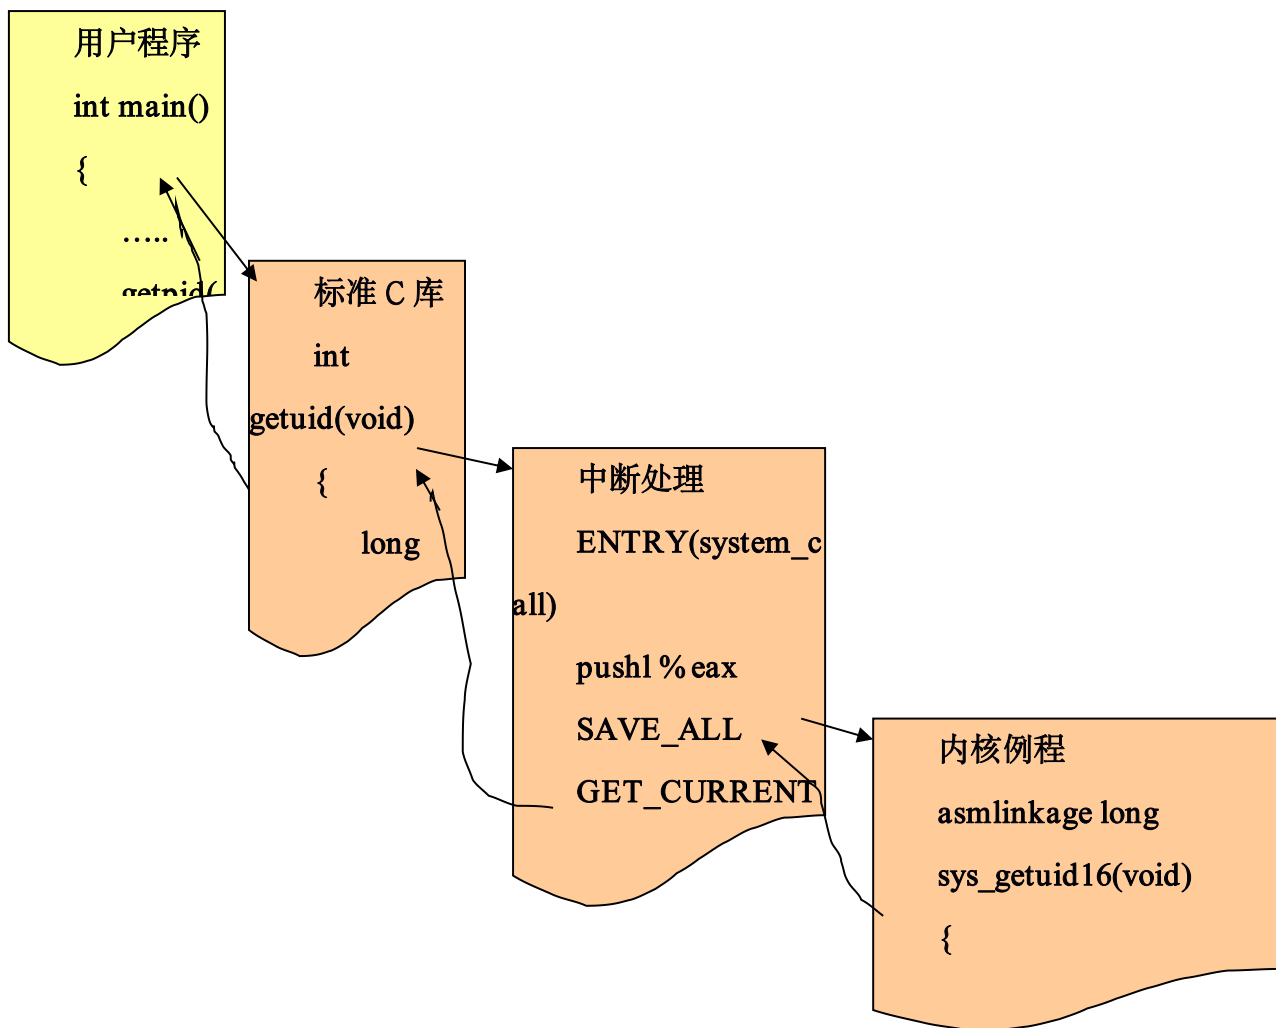 用户程序
int main()
{
…..
getpid(
标准 C 库
int
getuid(void)
{
long
中断处理
ENTRY(system_c
all)
pushl %eax
SAVE_ALL
GET_CURRENT
内核例程
asmlinkage long
sys_getuid16(void)
{